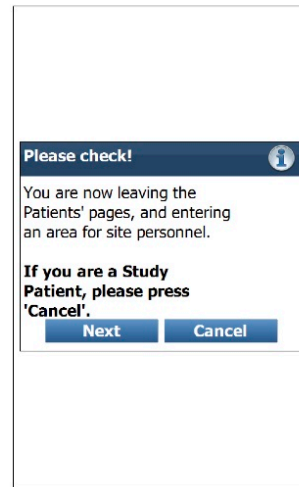 Please check!
You are now leaving the
Patients' pages, and entering
an area for site personnel.
If you are a Study
Patient, please press
'Cancel'.
Next Cancel